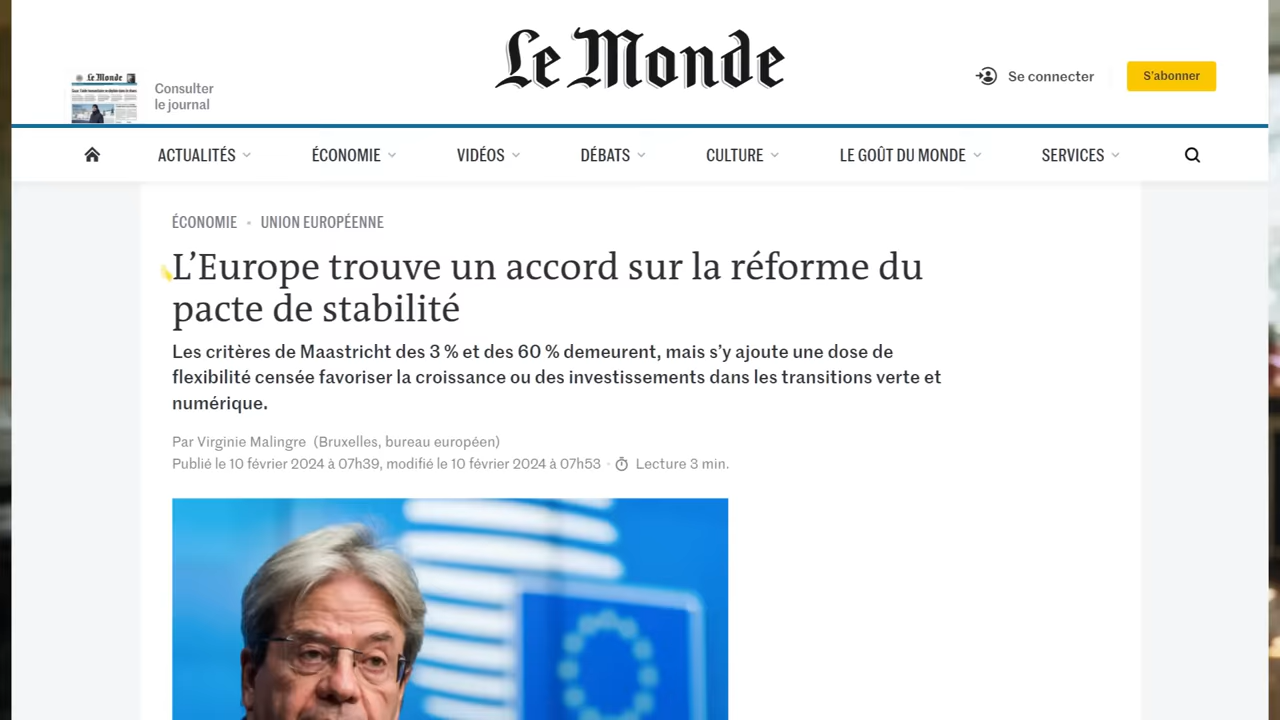 Le Monde
Consulter
le journal
Se connecter
S'abonner
ACTUALITÉS
ÉCONOMIE
VIDÉOS
DÉBATS
CULTURE
LE GOÛT DU MONDE
SERVICES
ÉCONOMIE • UNION EUROPÉENNE
L’Europe trouve un accord sur la réforme du
pacte de stabilité
Les critères de Maastricht des 3 % et des 60 % demeurent, mais s’y ajoute une dose de
flexibilité censée favoriser la croissance ou des investissements dans les transitions verte et
numérique.
Par Virginie Malingre (Bruxelles, bureau européen)
Publié le 10 février 2024 à 07h39, modifié le 10 février 2024 à 07h53 • Lecture 3 min.